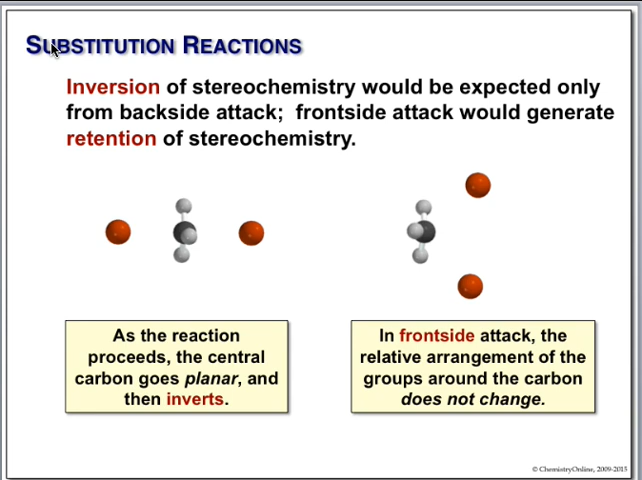 SUBSTITUTION REACTIONS
Inversion of stereochemistry would be expected only
from backside attack; frontside attack would generate
retention of stereochemistry.
As the reaction
proceeds, the central
carbon goes planar, and
then inverts.
In frontside attack, the
relative arrangement of the
groups around the carbon
does not change.
© ChemistryOnline, 2009-2015